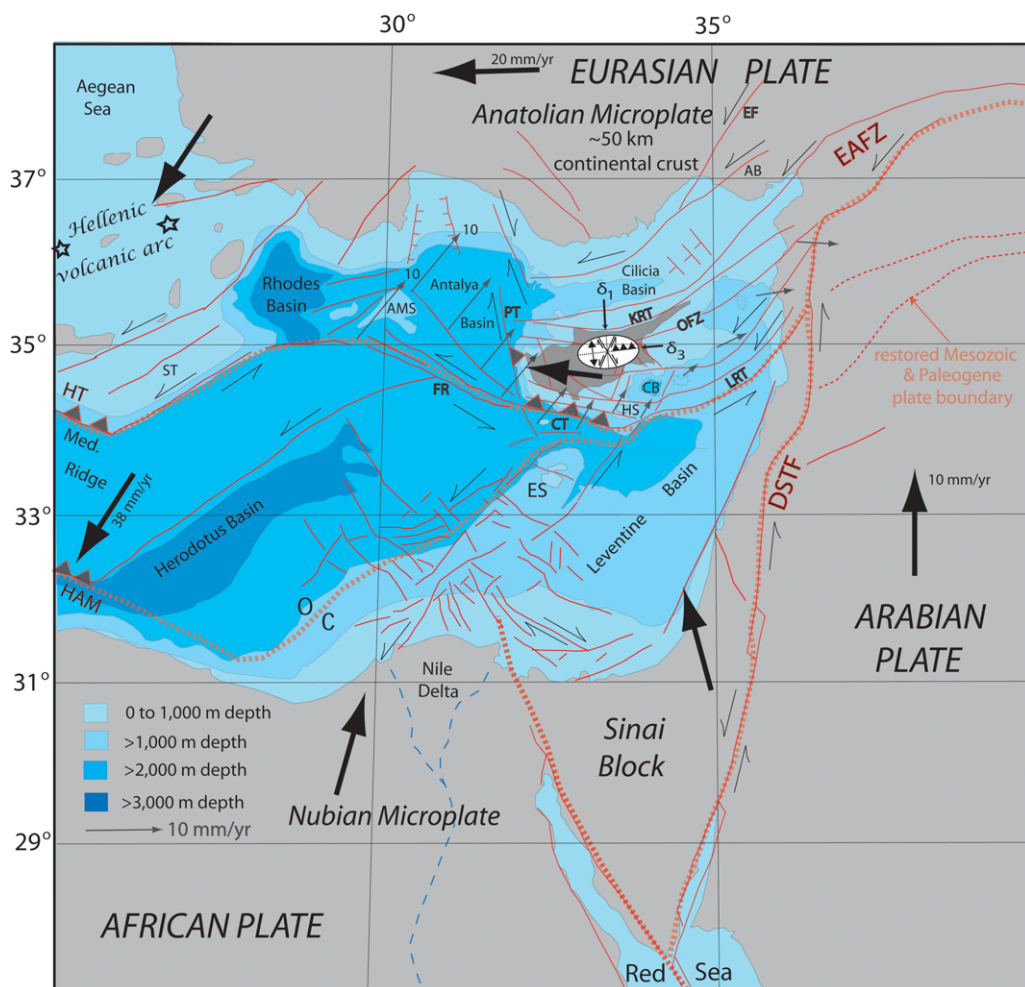 30°
35°
20 mm/yr
EURASIAN PLATE
Aegean
Sea
Anatolian Microplate
~50 km
continental crust
EF
EAFZ
AB
37°
Hellenic
volcanic arc
10
10
Rhodes
Basin
AMS
Antalya
Basin
Cilicia
Basin
PT
δ1
KRT
OFZ
δ3
35°
ST
HT
FR
CB
HS
LRT
CT
restored Mesozoic
& Paleogene
plate boundary
Med.
Ridge
38 mm/yr
DSTF
10 mm/yr
ES
Basin
Leventine
33°
Herodotus Basin
HAM
O
C
ARABIAN
PLATE
31°
Nile
Delta
Sinai
Block
0 to 1,000 m depth
>1,000 m depth
>2,000 m depth
>3,000 m depth
10 mm/yr
Nubian Microplate
29°
AFRICAN PLATE
Red Sea